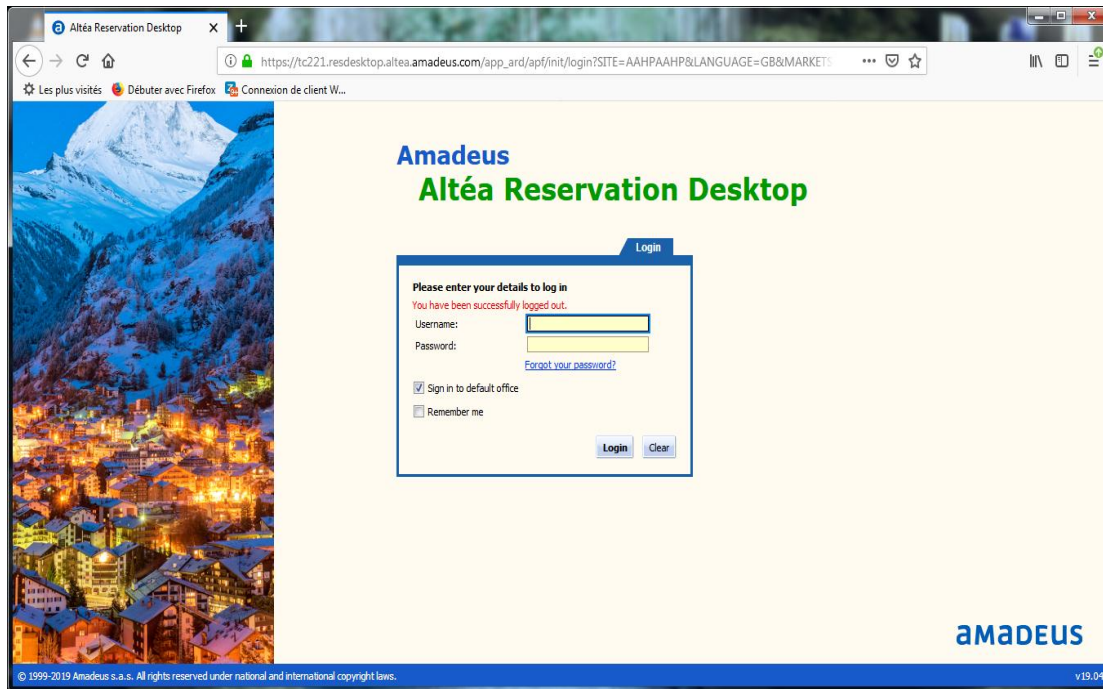 Altéa Reservation Desktop
https://tc221.resdesktop.altea.amadeus.com/app_ard/apf/init/login?SITE=AAHPAAHP&LANGUAGE=GB&MARKETS
Les plus visités Débuter avec Firefox Connexion de client W...
Amadeus
Altéa Reservation Desktop
Login
Please enter your details to log in
You have been successfully logged out.
Username:
Password:
Forgot your password?
Sign in to default office
Remember me
Login Clear
amadeus
© 1999-2019 Amadeus s.a.s. All rights reserved under national and international copyright laws. v19.04